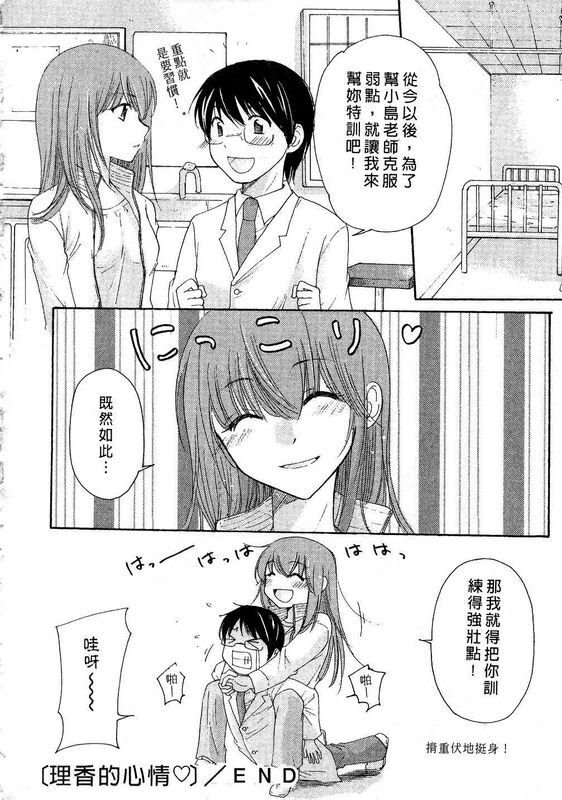 從今以後，為了
幫小島老師克服
弱點，就讓我來
幫妳特訓吧！
重點就
是要習慣！
にっこり♡
既然如此…
那我就得把你訓
練得強壯點！
はっー はっは はっは
哇呀～～
啪
啪
揹重伏地挺身！
〔理香的心情♡〕／END